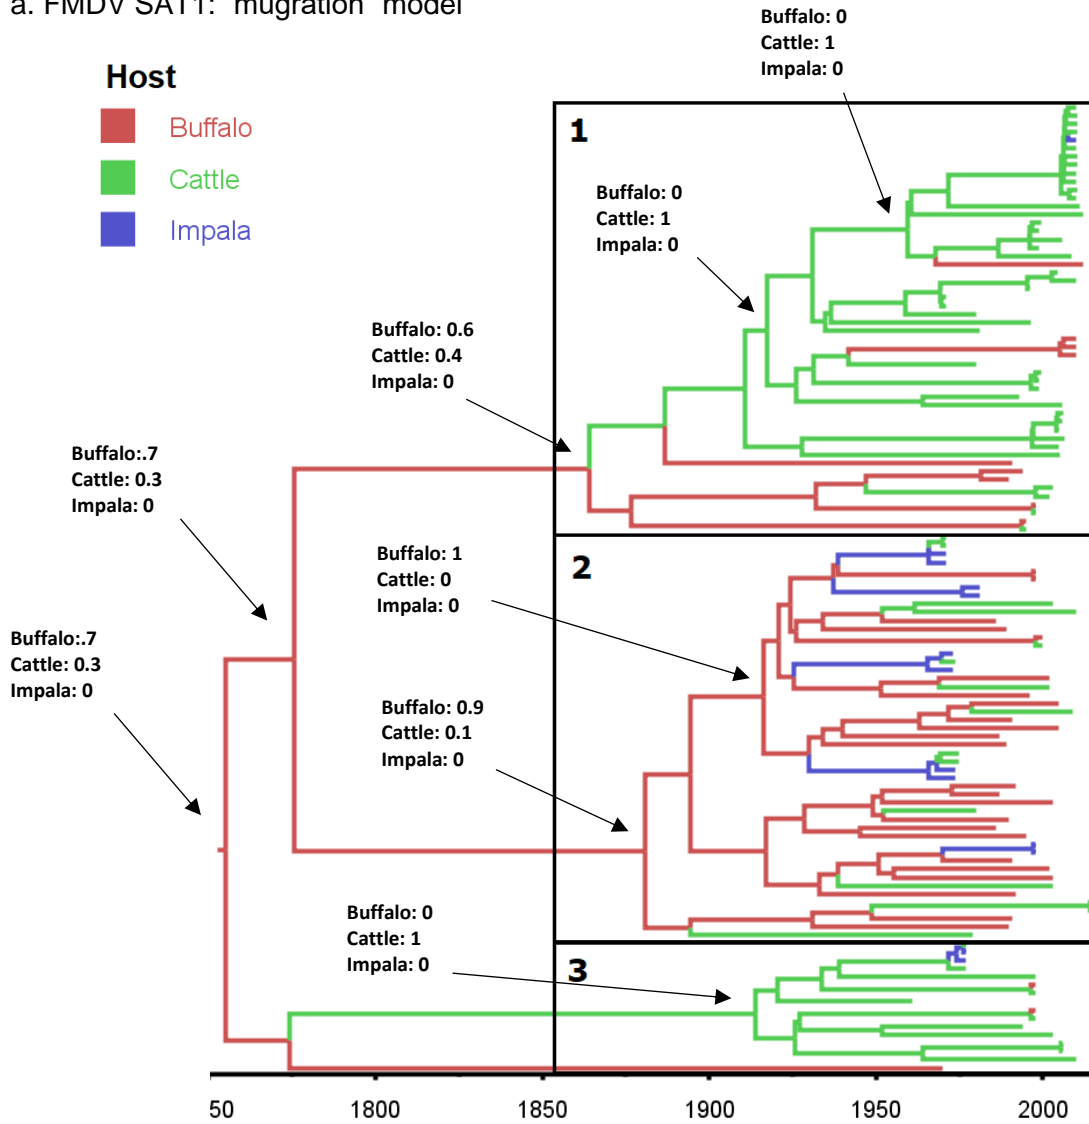 a. FMDV SAT1: "mugration" model
Host
Buffalo
Cattle
Impala
Buffalo: 0
Cattle: 1
Impala: 0
1
Buffalo: 0
Cattle: 1
Impala: 0
Buffalo: 0.6
Cattle: 0.4
Impala: 0
Buffalo:.7
Cattle: 0.3
Impala: 0
Buffalo: 1
Cattle: 0
Impala: 0
2
Buffalo:.7
Cattle: 0.3
Impala: 0
Buffalo: 0.9
Cattle: 0.1
Impala: 0
Buffalo: 0
Cattle: 1
Impala: 0
3
50 1800 1850 1900 1950 2000